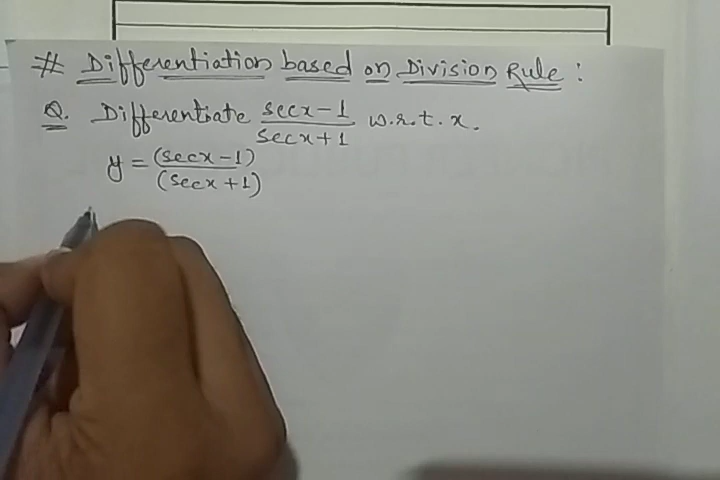 # Differentiation based on Division Rule :
Q. Differentiate (secx-1)/(secx+1) w.r.t. x.
y = (secx-1)/(secx+1)